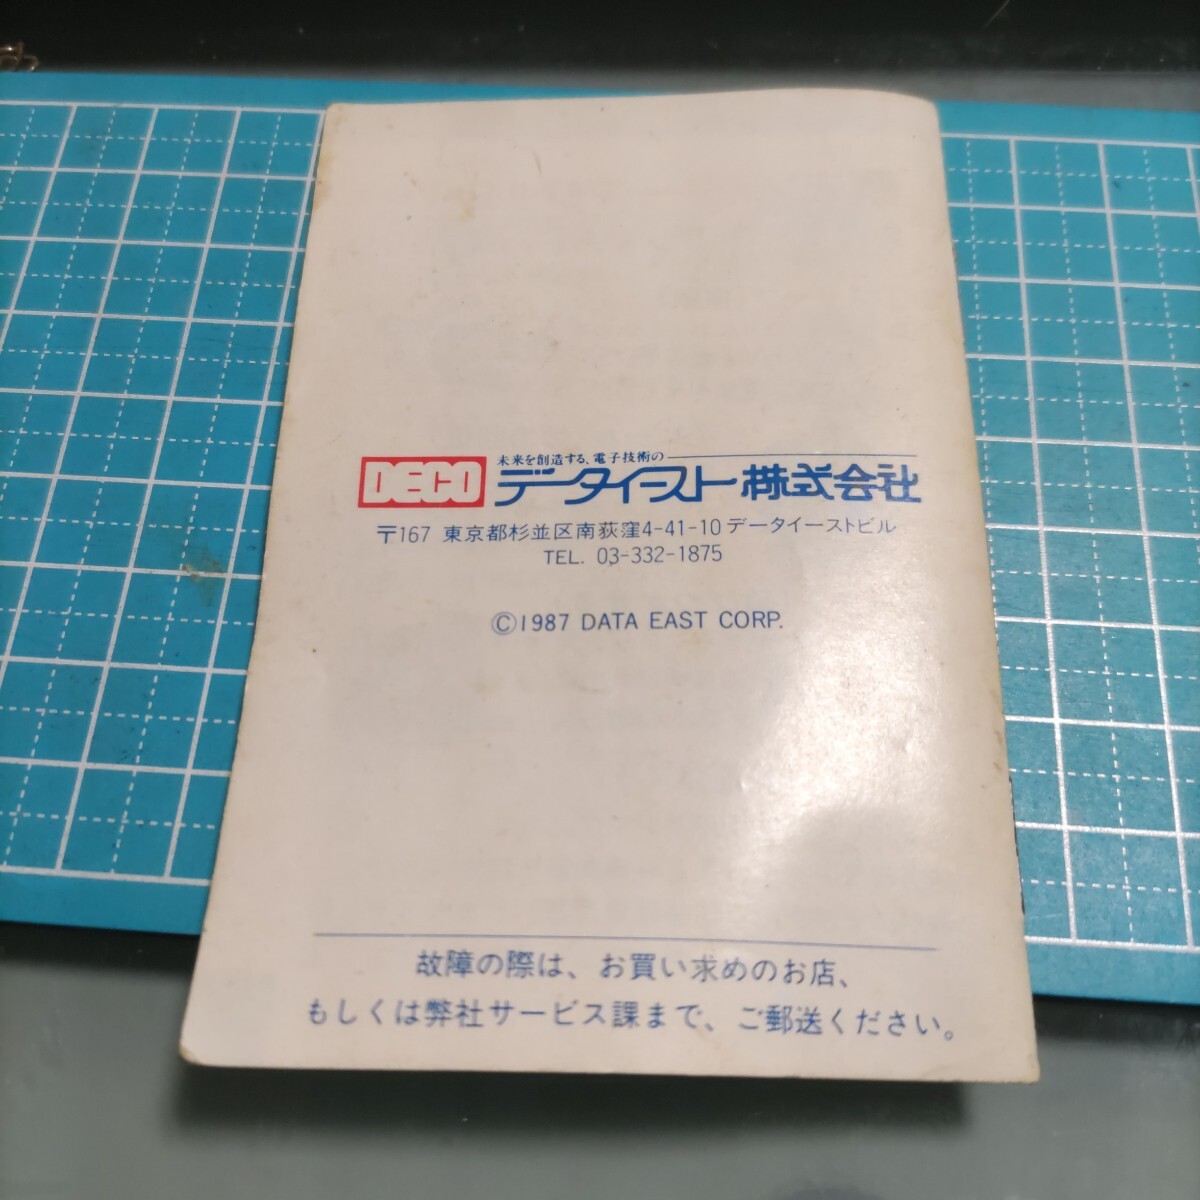 DECO 未来を創造する、電子技術の
データイースト株式会社
〒167 東京都杉並区南荻窪4-41-10 データイーストビル
TEL. 03-332-1875
©1987 DATA EAST CORP.
故障の際は、お買い求めのお店、
もしくは弊社サービス課まで、ご郵送ください。